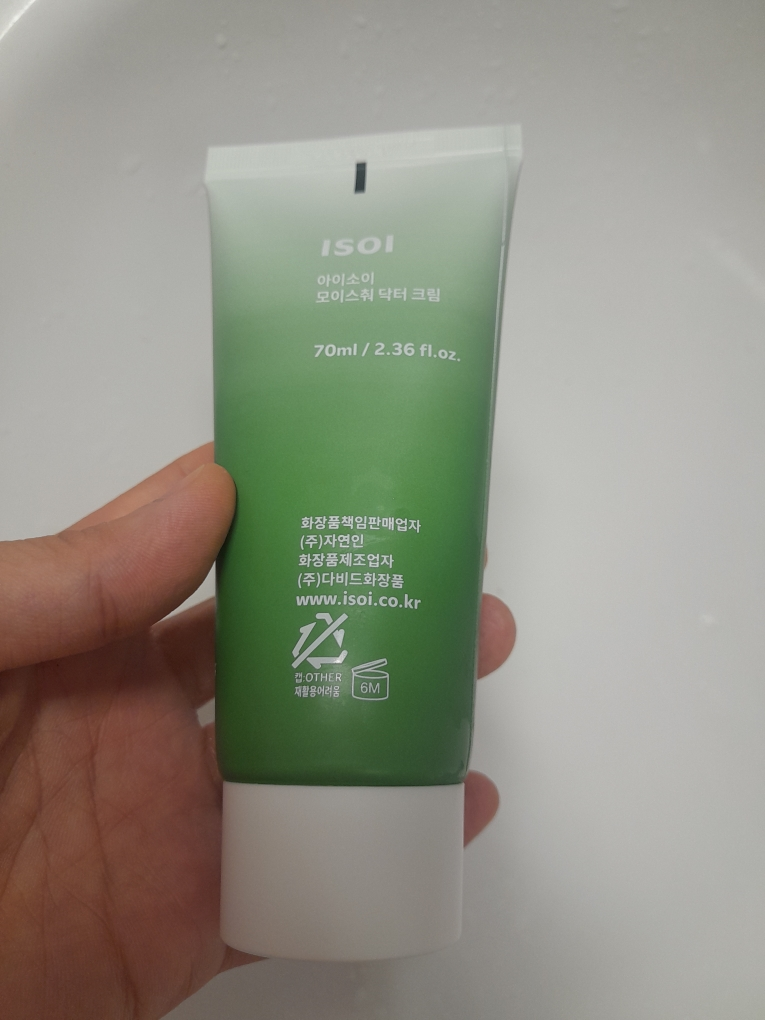 ISOI
아이소이
모이스춰 닥터 크림
70ml / 2.36 fl.oz.
화장품책임판매업자
(주)자연인
화장품제조업자
(주)다비드화장품
www.isoi.co.kr
캡:OTHER
재활용어려움
6M